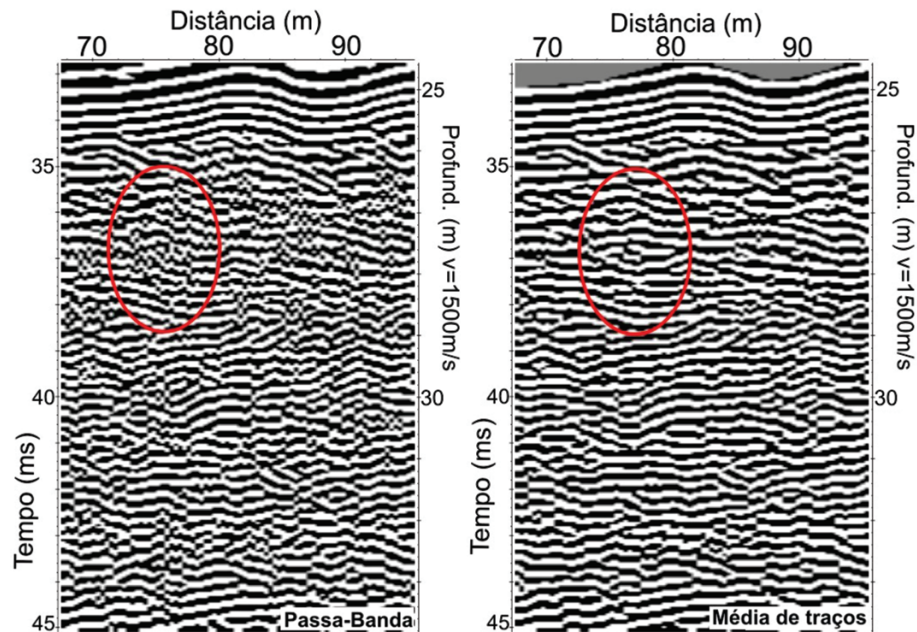 Distância (m)
70 80 90
25
35
Profund. (m) v=1500m/s
40
30
Tempo (ms)
45
Passa-Banda
Distância (m)
70 80 90
25
35
Profund. (m) v=1500m/s
40
30
Tempo (ms)
45
Média de traços